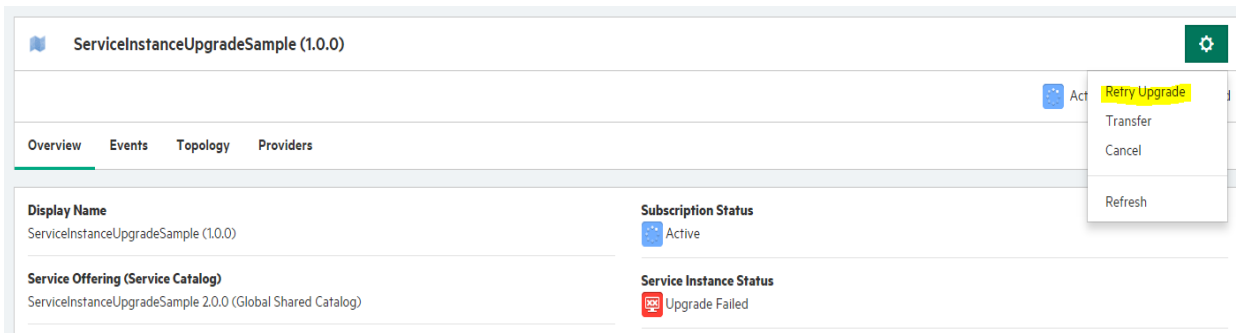 ServiceInstanceUpgradeSample (1.0.0)
Retry Upgrade
Transfer
Cancel
Refresh
Overview Events Topology Providers
Display Name
ServiceInstanceUpgradeSample (1.0.0)
Subscription Status
Active
Service Offering (Service Catalog)
ServiceInstanceUpgradeSample 2.0.0 (Global Shared Catalog)
Service Instance Status
Upgrade Failed